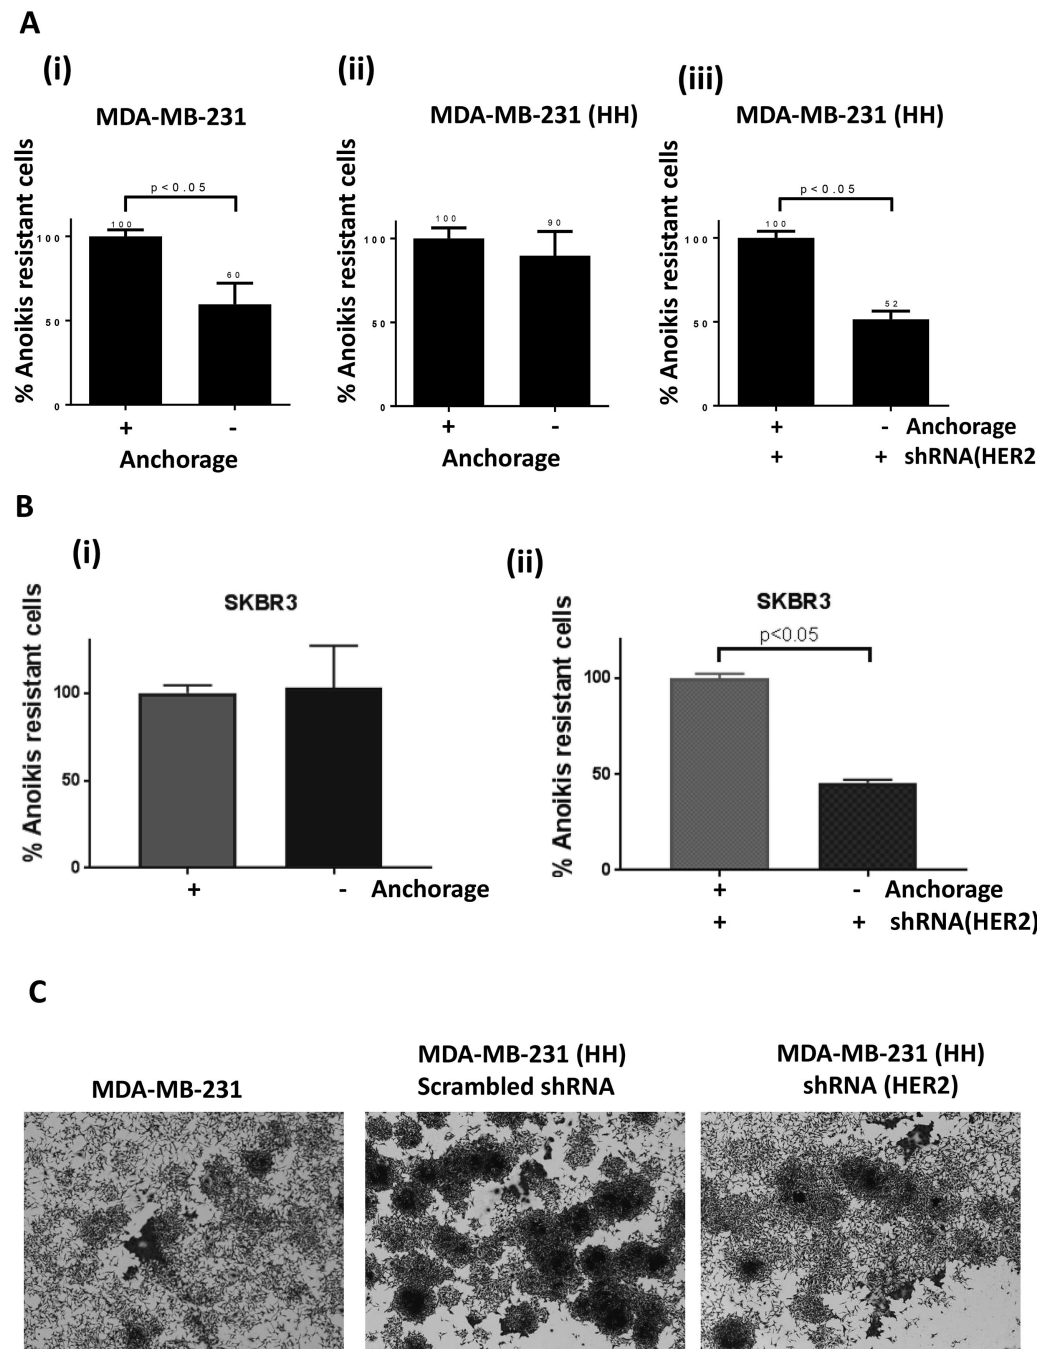 A
(i)
MDA-MB-231
% Anoikis resistant cells
p<0.05
100
60
100
50
0
+ -
Anchorage
(ii)
MDA-MB-231 (HH)
% Anoikis resistant cells
100
90
100
50
0
+ -
Anchorage
(iii)
MDA-MB-231 (HH)
% Anoikis resistant cells
p<0.05
100
52
100
50
0
+ - Anchorage
+ + shRNA(HER2
B
(i)
SKBR3
% Anoikis resistant cells
100
50
0
+ - Anchorage
(ii)
SKBR3
% Anoikis resistant cells
p<0.05
100
50
0
+ - Anchorage
+ + shRNA(HER2)
C
MDA-MB-231
MDA-MB-231 (HH)
Scrambled shRNA
MDA-MB-231 (HH)
shRNA (HER2)